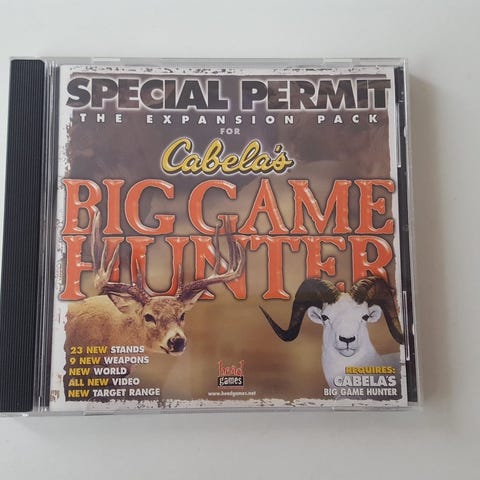 SPECIAL PERMIT
THE EXPANSION PACK
FOR
Cabela's
BIG GAME
HUNTER
23 NEW STANDS
9 NEW WEAPONS
NEW WORLD
ALL NEW VIDEO
NEW TARGET RANGE
head
games
www.headgames.net
REQUIRES:
CABELA'S
BIG GAME HUNTER